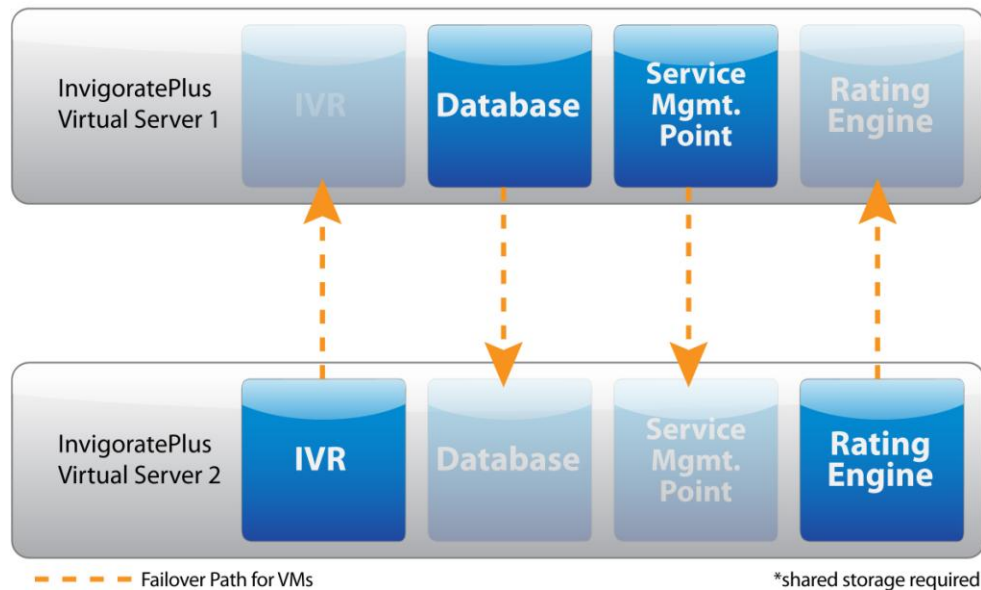 InvigoratePlus
Virtual Server 1
IVR
Database
Service
Mgmt.
Point
Rating
Engine
InvigoratePlus
Virtual Server 2
IVR
Database
Service
Mgmt.
Point
Rating
Engine
Failover Path for VMs
*shared storage required